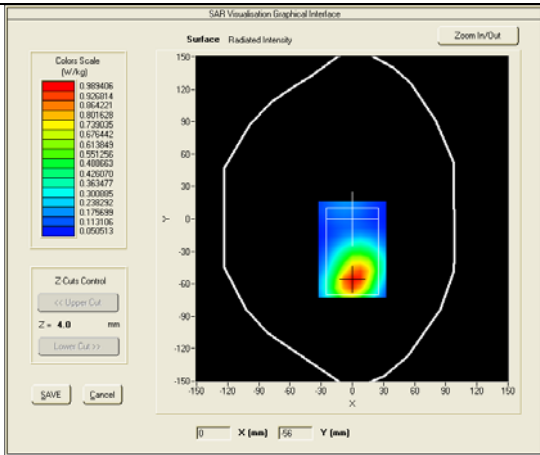 SAR Visualisation Graphical Interface
Surface Radiated Intensity
Zoom In/Out
Colors Scale
(W/kg)
0.989406
0.926814
0.864221
0.801628
0.739035
0.676442
0.613849
0.551256
0.488663
0.426070
0.363477
0.300885
0.238292
0.175699
0.113106
0.050513
150
120
90
60
30
0
-30
-60
-90
-120
-150
Y
-150 -120 -90 -60 -30 0 30 60 90 120 150
X
Z-Cuts Control
<< Upper Cut
Z = 4.0 mm
Lower Cut >>
SAVE Cancel
0 X (mm) -56 Y (mm)